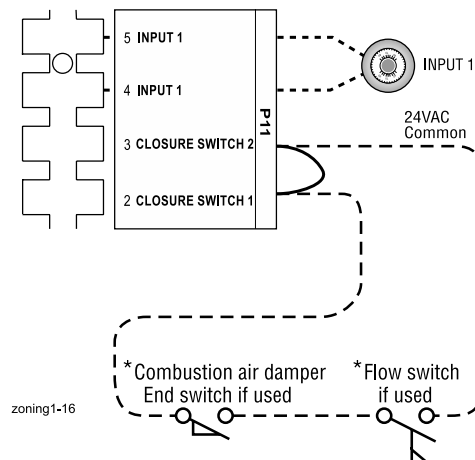 5 INPUT 1
INPUT 1
4 INPUT 1
P11
24VAC
Common
3 CLOSURE SWITCH 2
2 CLOSURE SWITCH 1
*Combustion air damper
End switch if used
*Flow switch
if used
zoning1-16